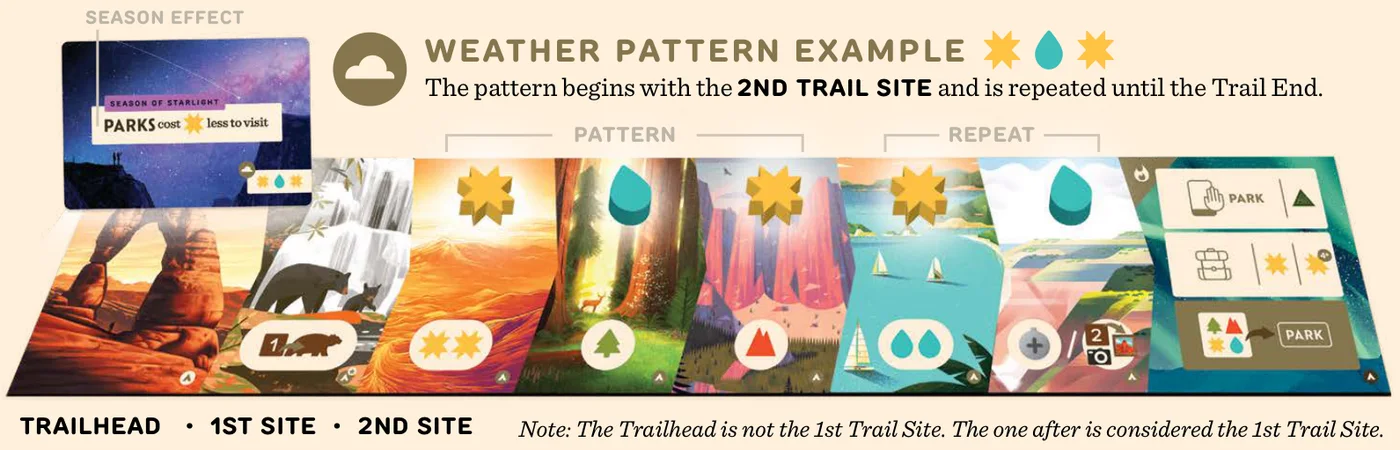 SEASON EFFECT
WEATHER PATTERN EXAMPLE
The pattern begins with the 2ND TRAIL SITE and is repeated until the Trail End.
SEASON OF STARLIGHT
PARKS cost less to visit
PATTERN
REPEAT
PARK
4+
1
/ 2
PARK
TRAILHEAD • 1ST SITE • 2ND SITE
Note: The Trailhead is not the 1st Trail Site. The one after is considered the 1st Trail Site.